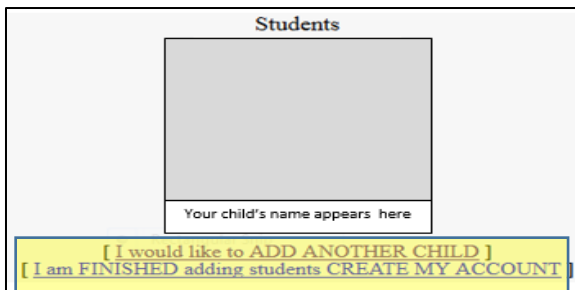 Students
Your child's name appears here
[ I would like to ADD ANOTHER CHILD ]
[ I am FINISHED adding students CREATE MY ACCOUNT ]